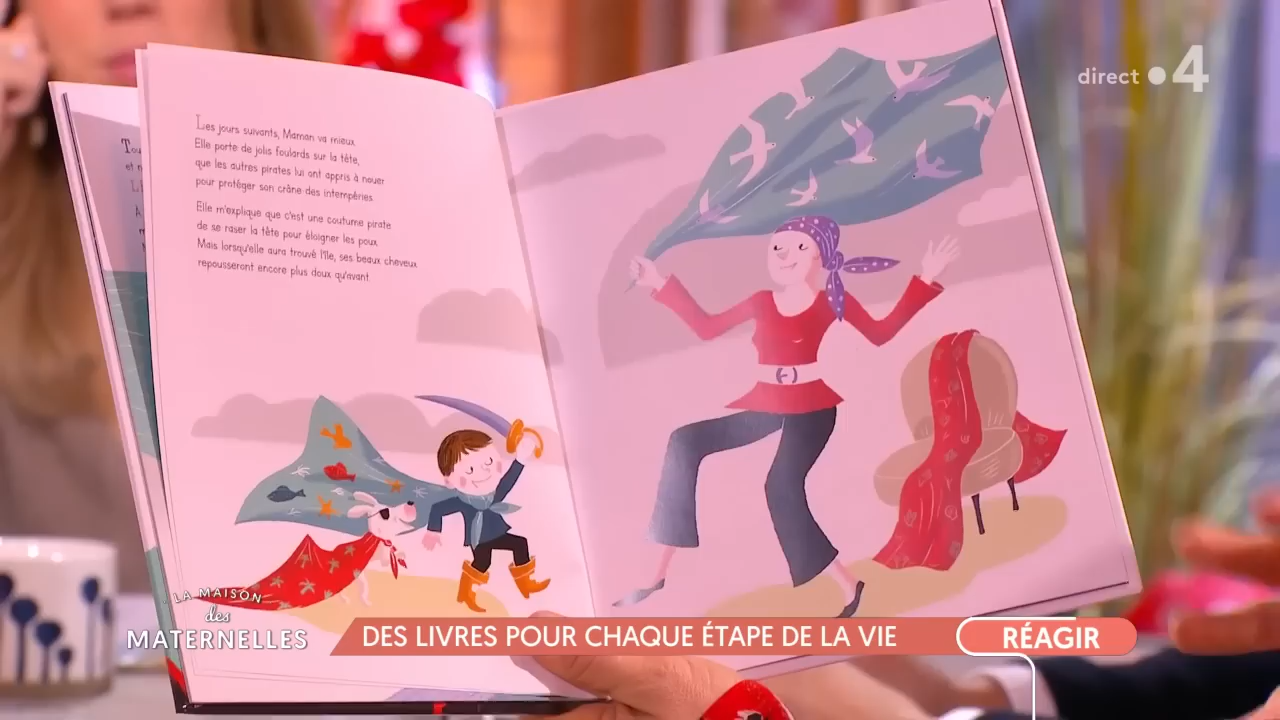 direct 4
Tou
et n
Les jours suivants, Maman va mieux
Elle porte de jolis foulards sur la tête,
que les autres pirates lui ont appris à nouer
pour protéger son crâne des intempéries
Elle m'explique que c'est une coutume pirate
de se raser la tête pour éloigner les poux
Mais lorsqu'elle aura trouvé l'île, ses beaux cheveux
repousseront encore plus doux qu'avant
LA MAISON
des
MATERNELLES
DES LIVRES POUR CHAQUE ÉTAPE DE LA VIE
RÉAGIR